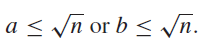 a ≤ √n or b ≤ √n.